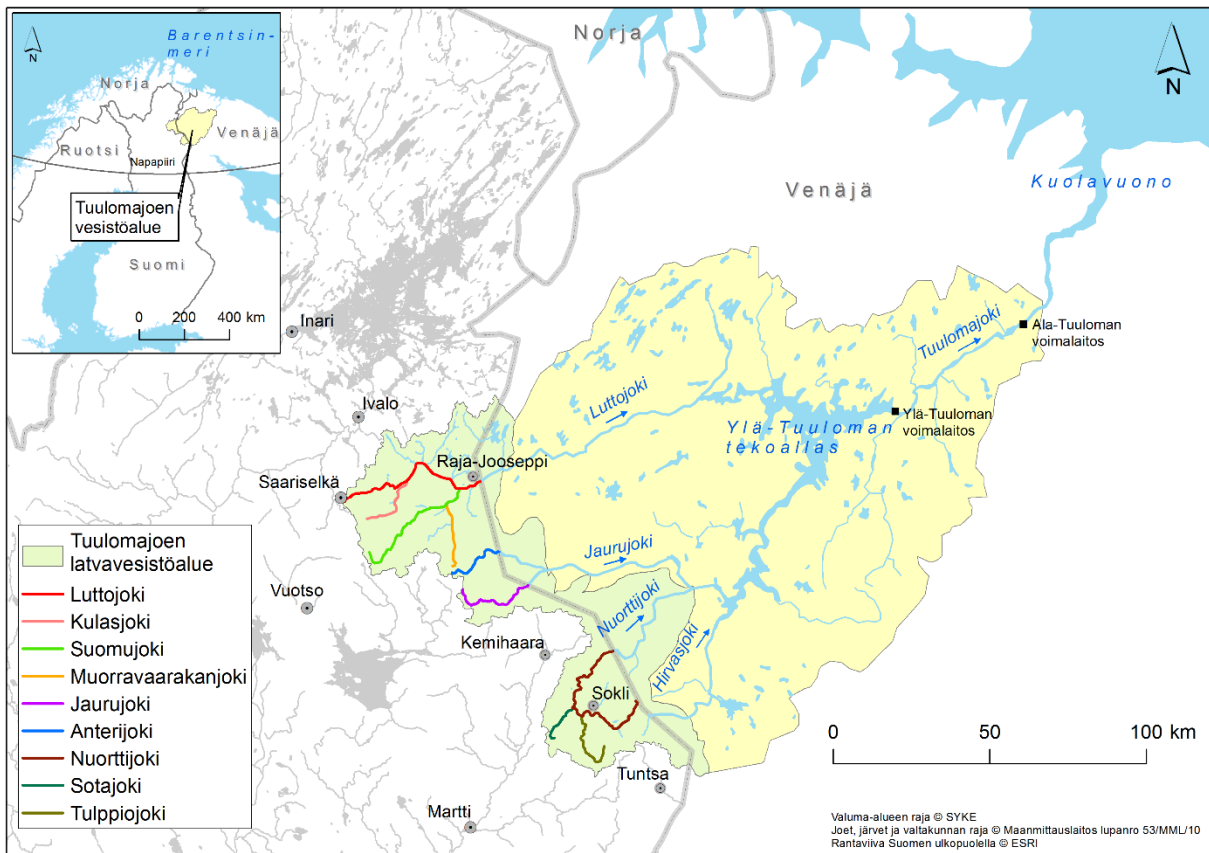 N
Barentsin-
meri
Norja
Venäjä
Ruotsi
Napapiiri
Tuulomajoen
vesistöalue
Suomi
0 200 400 km
Norja
N
Venäjä
Kuolavuono
Inari
Tuulomajoki
Ala-Tuuloman
voimalaitos
Luttojoki
Ivalo
Ylä-Tuuloman
tekoallas
Ylä-Tuuloman
voimalaitos
Raja-Jooseppi
Saariselkä
Jaurujoki
Vuotso
Nuorttijoki
Kemihaara
Hirvasjoki
Sokli
Tuntsa
Martti
Tuulomajoen
latvavesistöalue
Luttojoki
Kulasjoki
Suomujoki
Muorravaarakanjoki
Jaurujoki
Anterijoki
Nuorttijoki
Sotajoki
Tulppiojoki
0 50 100 km
Valuma-alueen raja © SYKE
Joet, järvet ja valtakunnan raja © Maanmittauslaitos lupanro 53/MML/10
Rantaviiva Suomen ulkopuolella © ESRI